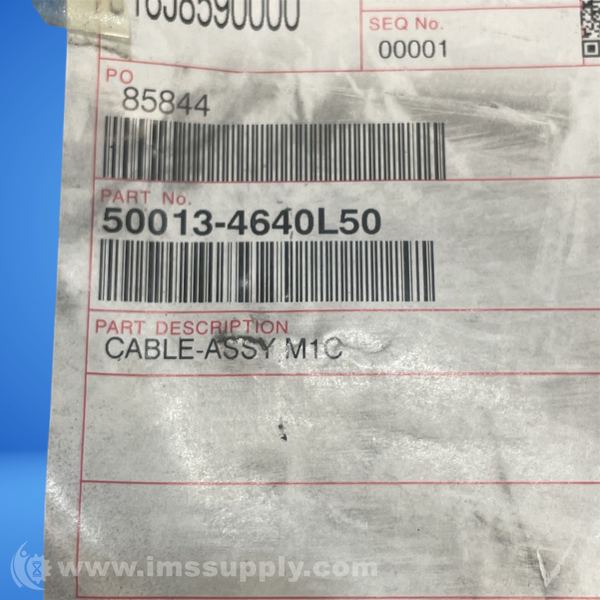 SEQ No.
00001
PO
85844
PART No.
50013-4640L50
PART DESCRIPTION
CABLE-ASSY M1C
www.imssupply.com